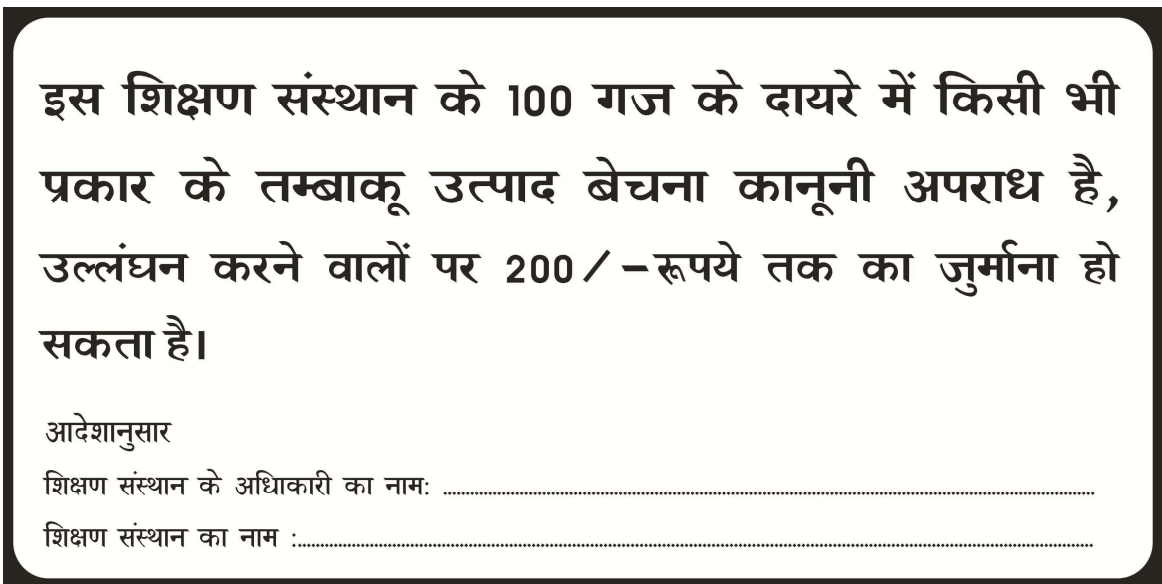 इस शिक्षण संस्थान के 100 गज के दायरे में किसी भी
प्रकार के तम्बाकू उत्पाद बेचना कानूनी अपराध है,
उल्लंघन करने वालों पर 200/-रूपये तक का जुर्माना हो
सकता है।
आदेशानुसार
शिक्षण संस्थान के अधिाकारी का नाम: ....................
शिक्षण संस्थान का नाम :....................